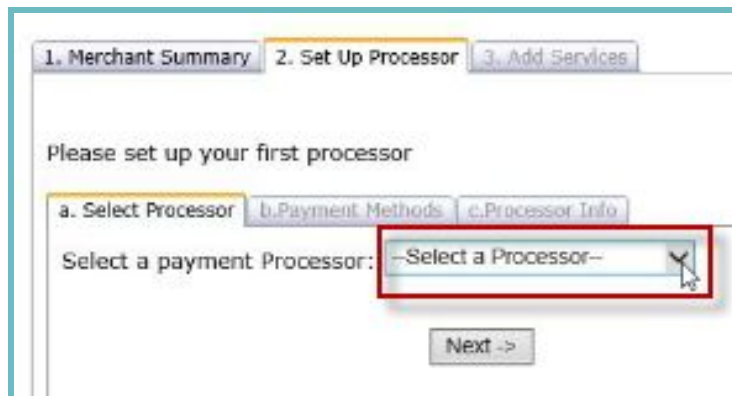 1. Merchant Summary 2. Set Up Processor 3. Add Services
Please set up your first processor
a. Select Processor b.Payment Methods c.Processor Info
Select a payment Processor: --Select a Processor--
Next ->